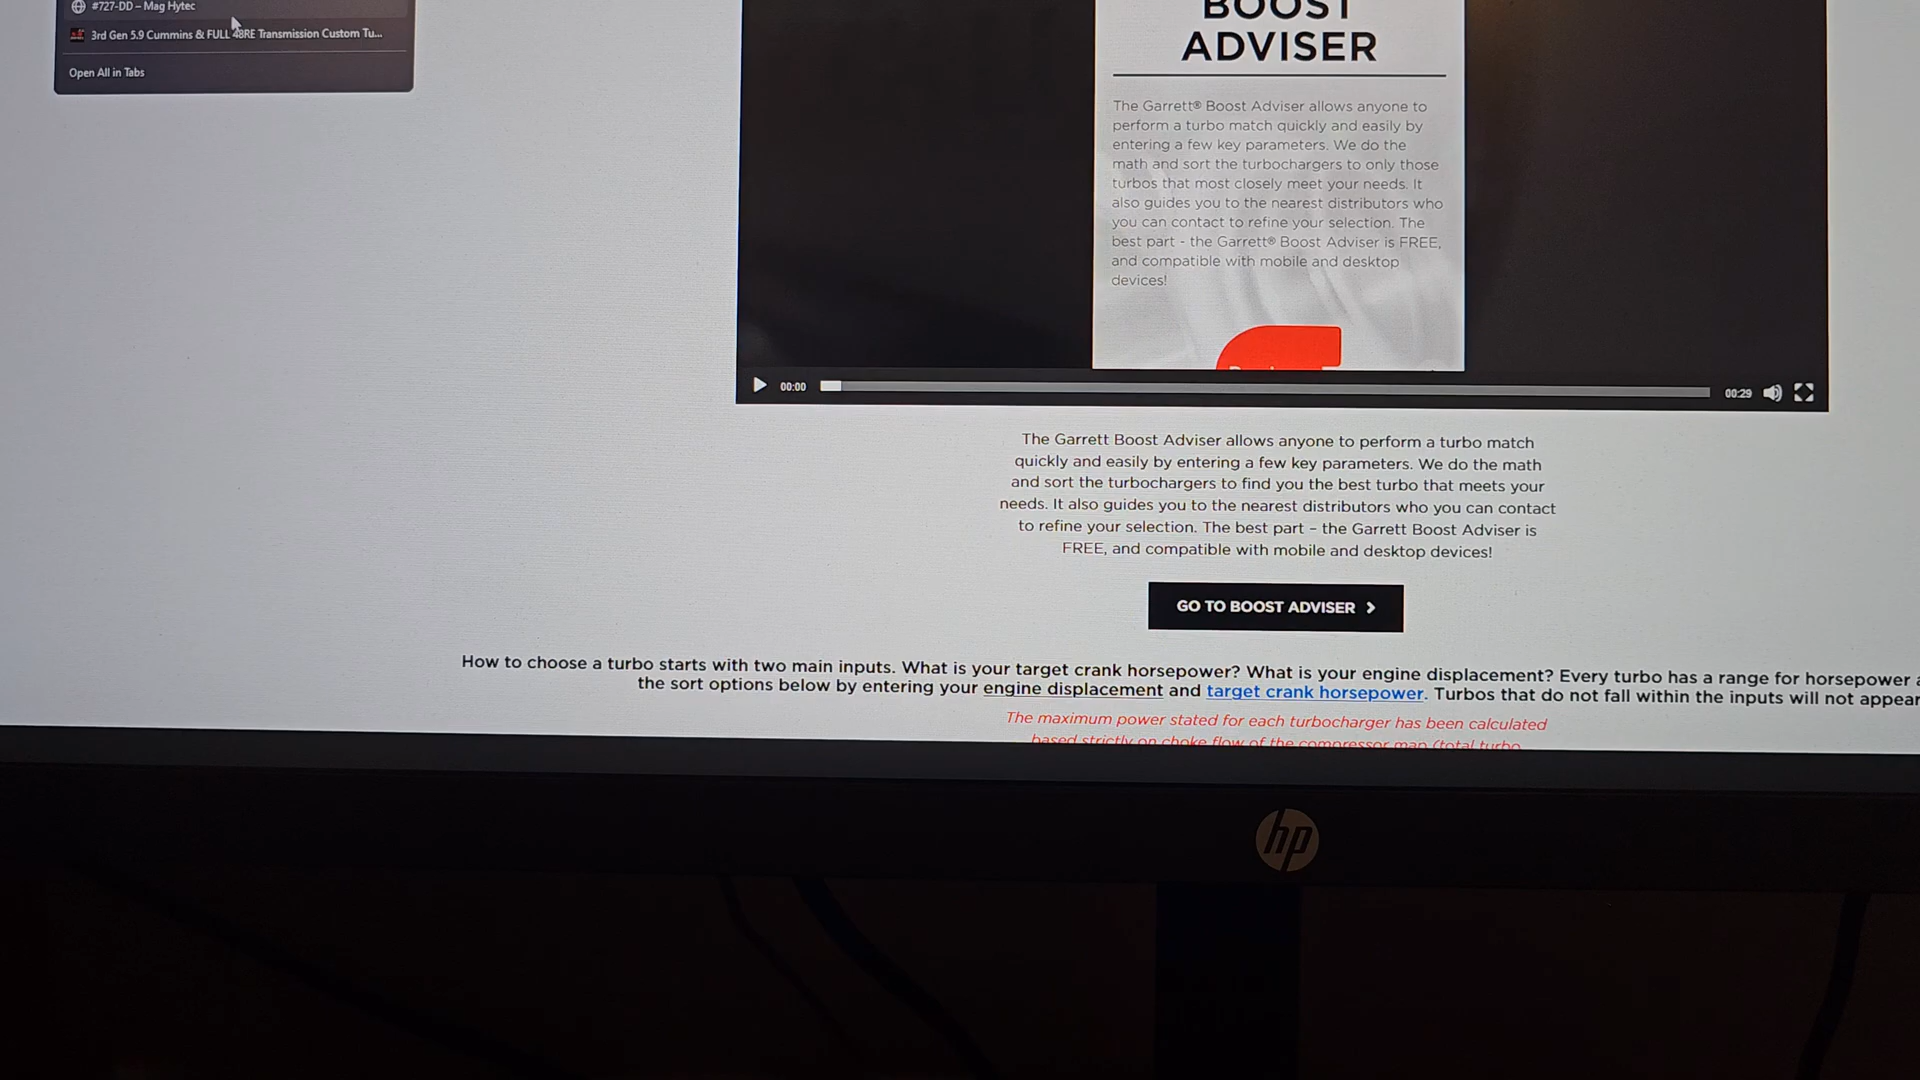 #727-DD – Mag Hytec
3rd Gen 5.9 Cummins & FULL 48RE Transmission Custom Tu...
Open All in Tabs
BOOST
ADVISER
The Garrett® Boost Adviser allows anyone to
perform a turbo match quickly and easily by
entering a few key parameters. We do the
math and sort the turbochargers to only those
turbos that most closely meet your needs. It
also guides you to the nearest distributors who
you can contact to refine your selection. The
best part - the Garrett® Boost Adviser is FREE,
and compatible with mobile and desktop
devices!
00:00
00:29
The Garrett Boost Adviser allows anyone to perform a turbo match
quickly and easily by entering a few key parameters. We do the math
and sort the turbochargers to find you the best turbo that meets your
needs. It also guides you to the nearest distributors who you can contact
to refine your selection. The best part – the Garrett Boost Adviser is
FREE, and compatible with mobile and desktop devices!
GO TO BOOST ADVISER
How to choose a turbo starts with two main inputs. What is your target crank horsepower? What is your engine displacement? Every turbo has a range for horsepower
the sort options below by entering your engine displacement and target crank horsepower. Turbos that do not fall within the inputs will not appear
The maximum power stated for each turbocharger has been calculated
based strictly on choke flow of the compressor map (total turbo
hp